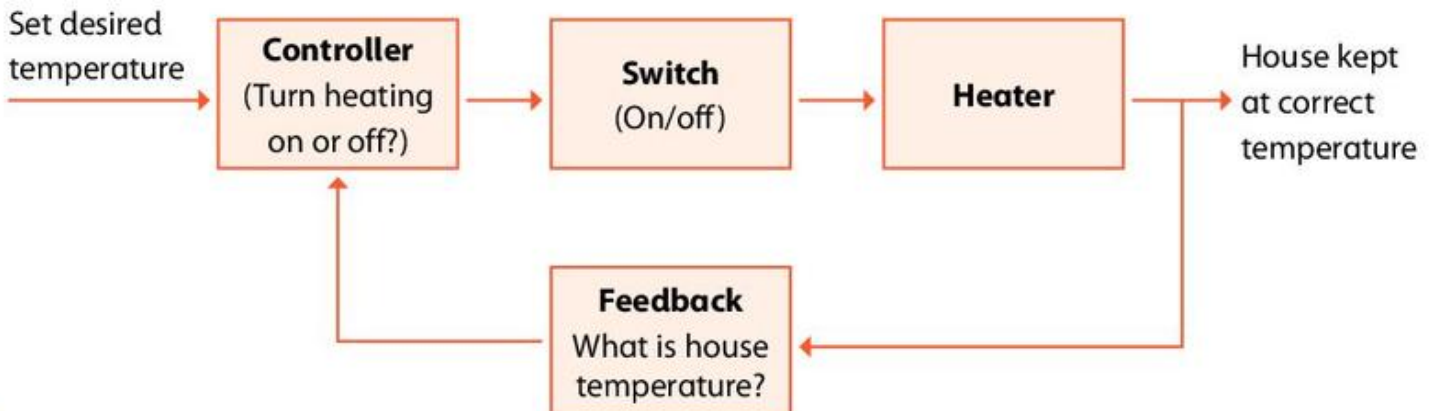 Set desired
temperature
Controller
(Turn heating
on or off?)
Switch
(On/off)
Heater
House kept
at correct
temperature
Feedback
What is house
temperature?